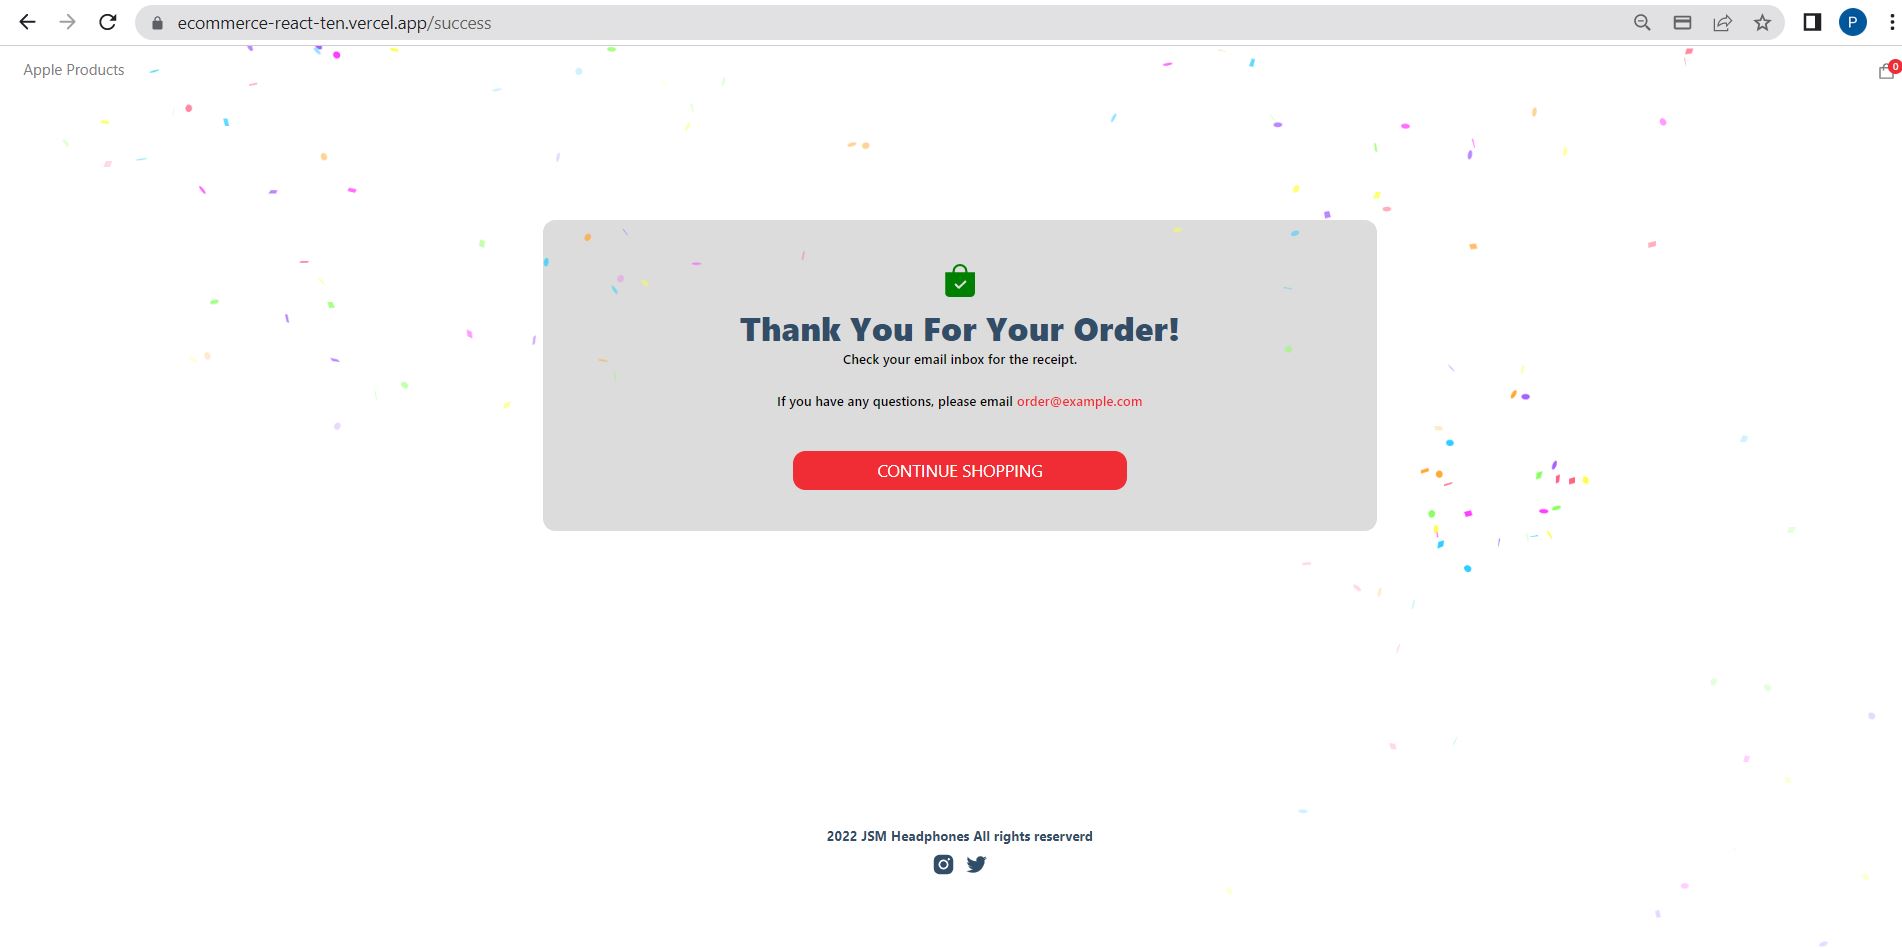 ecommerce-react-ten.vercel.app/success
P
Apple Products
0
Thank You For Your Order!
Check your email inbox for the receipt.
If you have any questions, please email order@example.com
CONTINUE SHOPPING
2022 JSM Headphones All rights reserverd